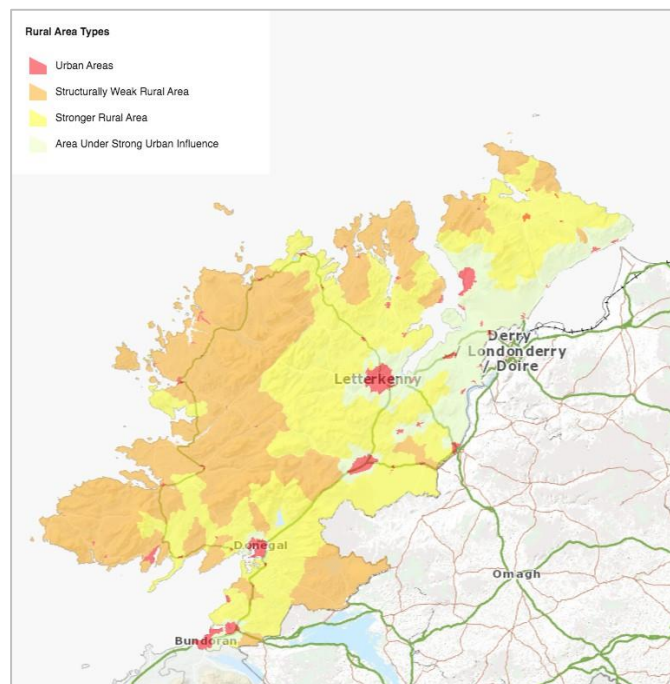 Rural Area Types
Urban Areas
Structurally Weak Rural Area
Stronger Rural Area
Area Under Strong Urban Influence
Derry
Londonderry
/ Doire
Letterkenny
Donegal
Omagh
Bundoran